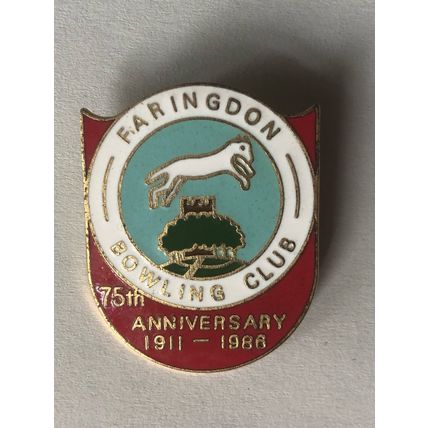 FARINGDON
BOWLING CLUB
75th
ANNIVERSARY
1911 - 1986